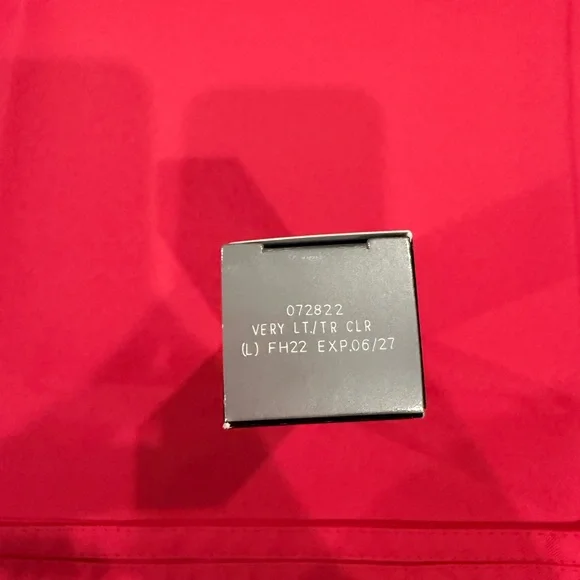 072822
VERY LT./TR CLR
(L) FH22 EXP.06/27